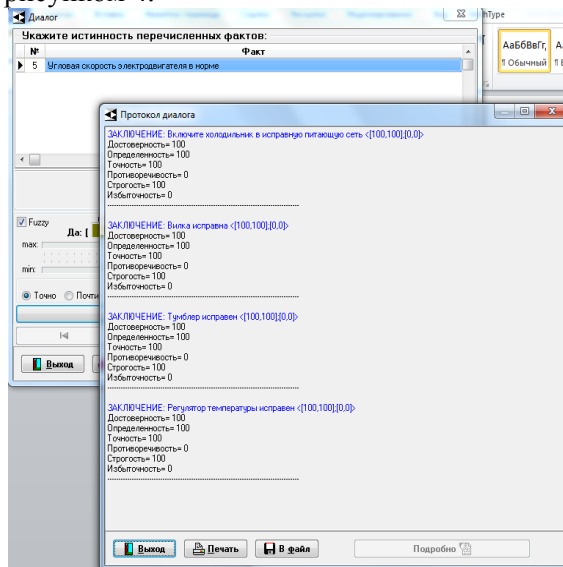 рисунком 4.
Диалог
hType
Укажите истинность перечисленных фактов:
№ Факт
5 Угловая скорость электродвигателя в норме
АаБбВвГг,
¶ Обычный
Протокол диалога
ЗАКЛЮЧЕНИЕ: Включите холодильник в исправную питающую сеть <[100,100];[0,0]>
Достоверность= 100
Определенность= 100
Точность= 100
Противоречивость= 0
Строгость= 100
Избыточность= 0
ЗАКЛЮЧЕНИЕ: Вилка исправна <[100,100];[0,0]>
Достоверность= 100
Определенность= 100
Точность= 100
Противоречивость= 0
Строгость= 100
Избыточность= 0
ЗАКЛЮЧЕНИЕ: Тумблер исправен <[100,100];[0,0]>
Достоверность= 100
Определенность= 100
Точность= 100
Противоречивость= 0
Строгость= 100
Избыточность= 0
ЗАКЛЮЧЕНИЕ: Регулятор температуры исправен <[100,100];[0,0]>
Достоверность= 100
Определенность= 100
Точность= 100
Противоречивость= 0
Строгость= 100
Избыточность= 0
Fuzzy
Да: [
max:
min:
Точно Почти
Выход
Выход Печать В файл Подробно